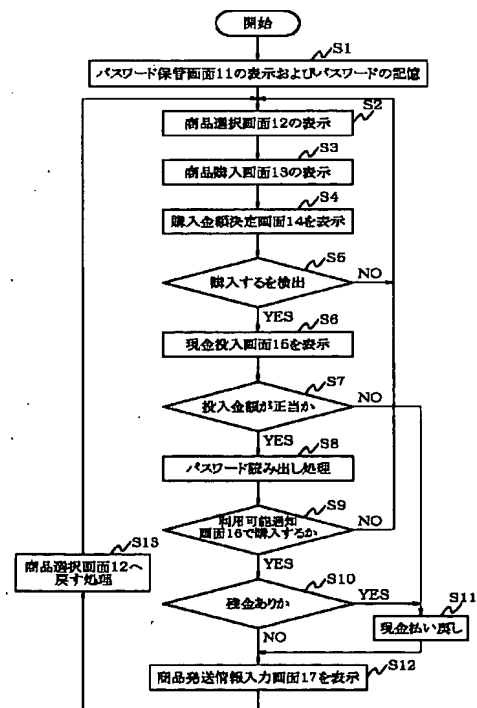 開始
S1
パスワード保管画面11の表示およびパスワードの記憶
S2
商品選択画面12の表示
S3
商品購入画面13の表示
S4
購入金額決定画面14を表示
S5
購入するを検出
NO
YES
S6
現金投入画面15を表示
S7
投入金額が正当か
NO
YES
S8
パスワード読み出し処理
S9
利用可能通知
画面16で購入するか
NO
YES
S13
商品選択画面12へ
戻す処理
S10
残金ありか
YES
NO
S11
現金払い戻し
S12
商品発送情報入力画面17を表示